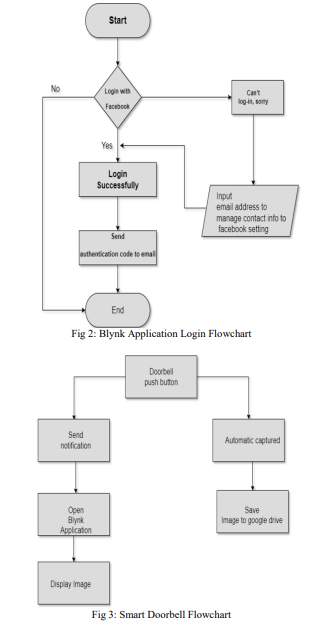 Start
No
Login with
Facebook
Can't
log-in, sorry
Yes
Login
Successfully
Input
email address to
manage contact info to
facebook setting
Send
authentication code to email
End
Fig 2: Blynk Application Login Flowchart
Doorbell
push button
Send
notification
Automatic captured
Open
Blynk
Application
Save
Image to google drive
Display Image
Fig 3: Smart Doorbell Flowchart